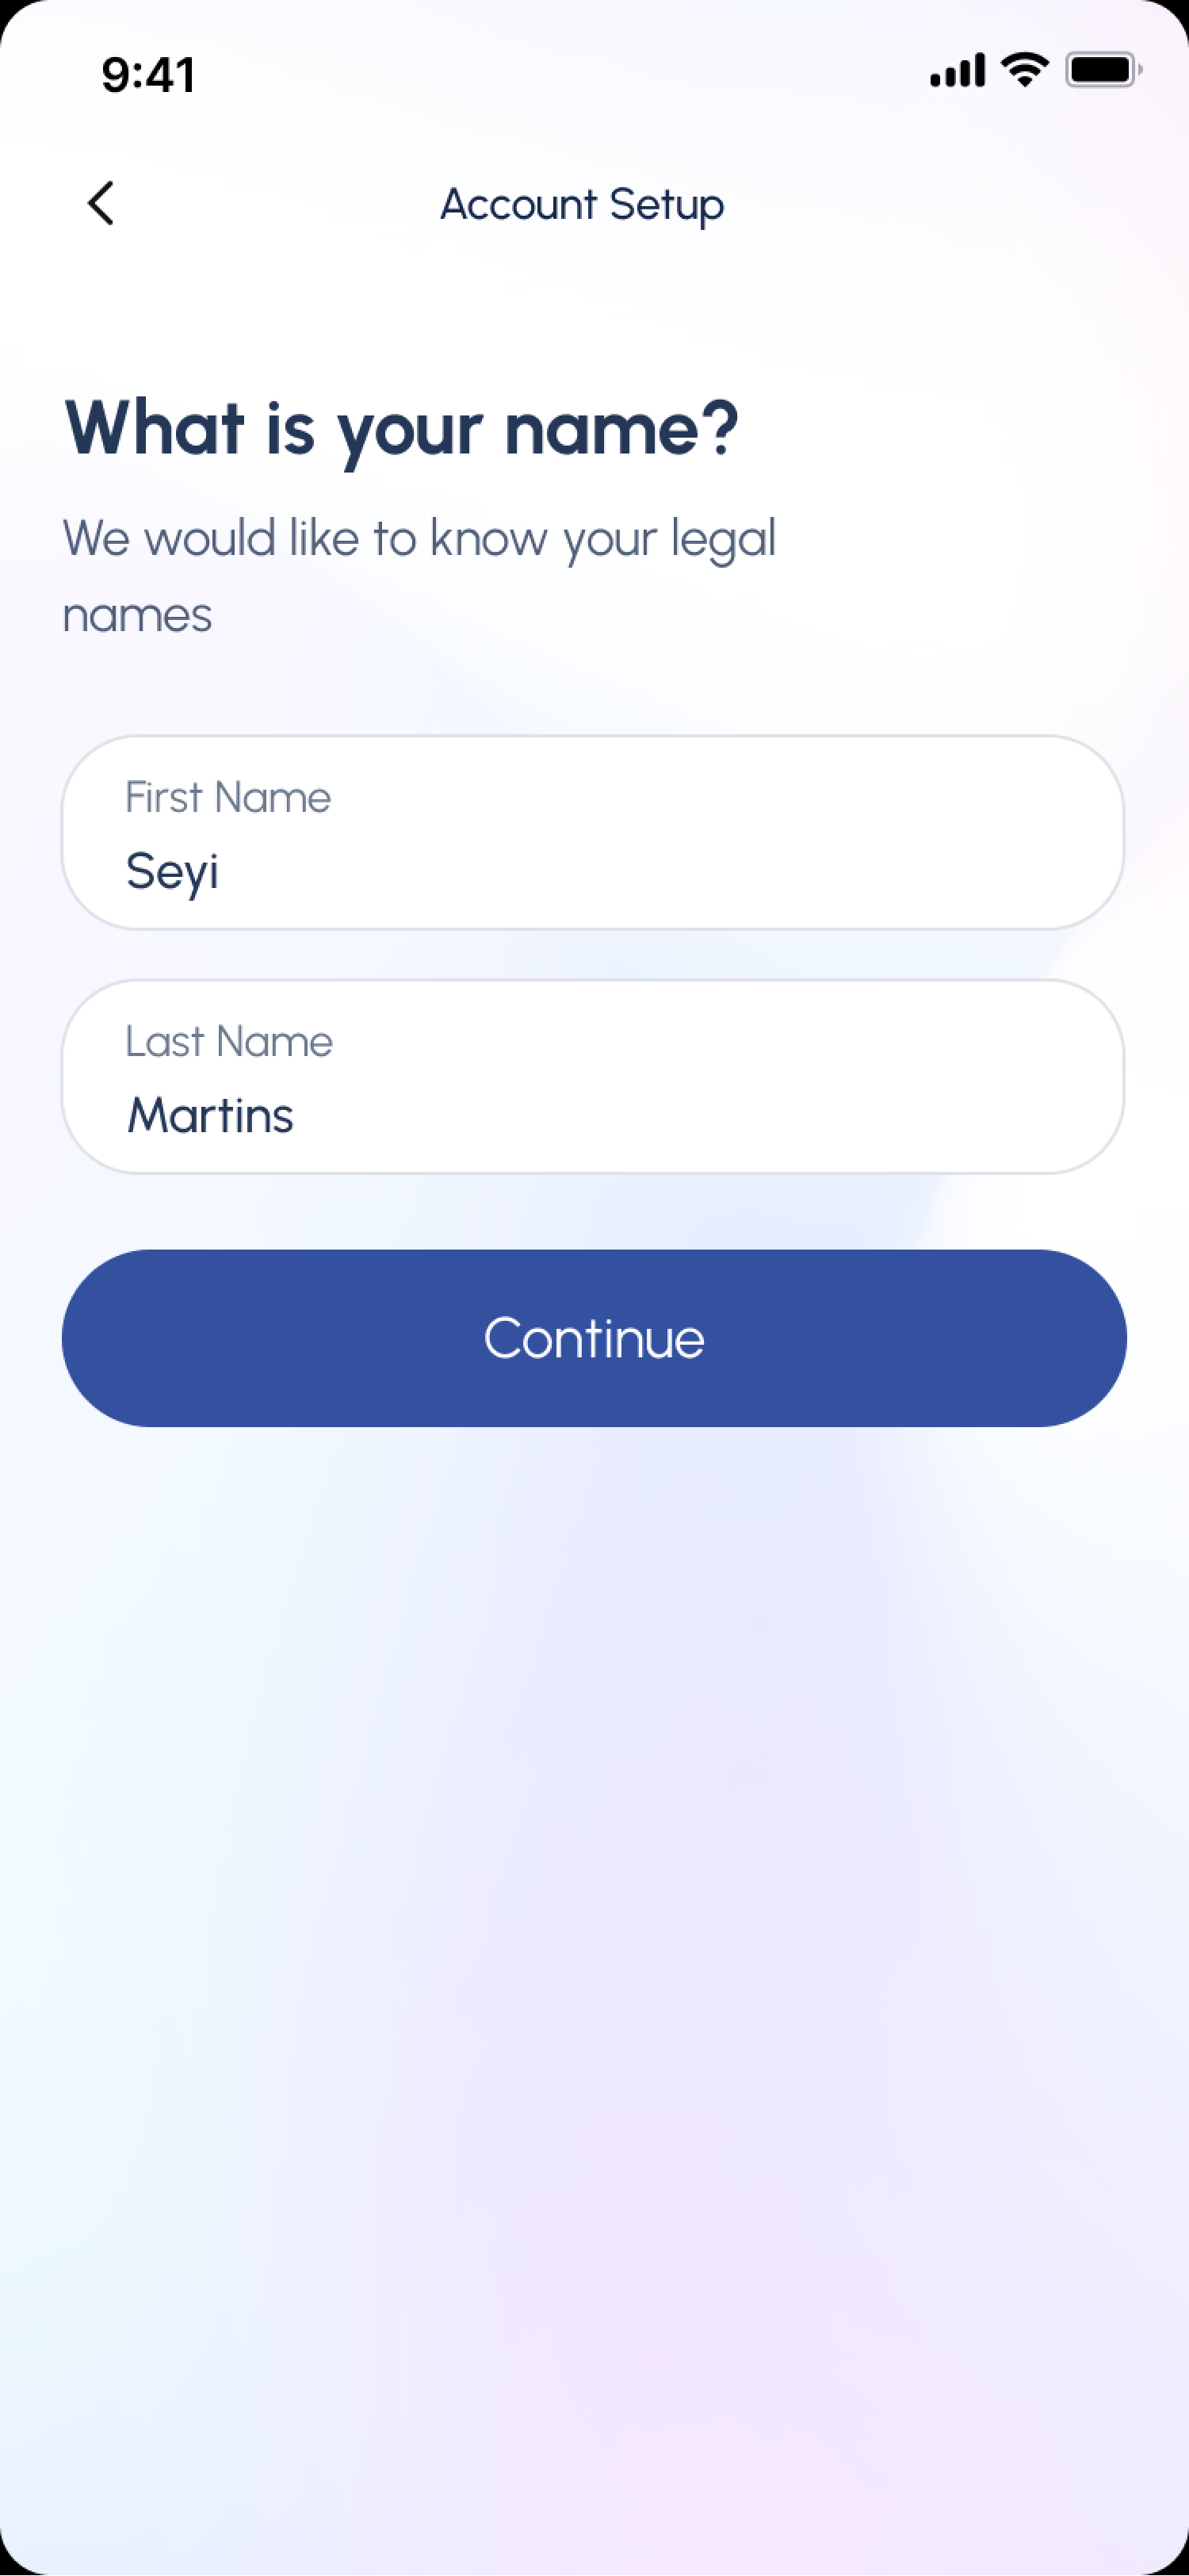 9:41
Account Setup
What is your name?
We would like to know your legal
names
First Name
Seyi
Last Name
Martins
Continue